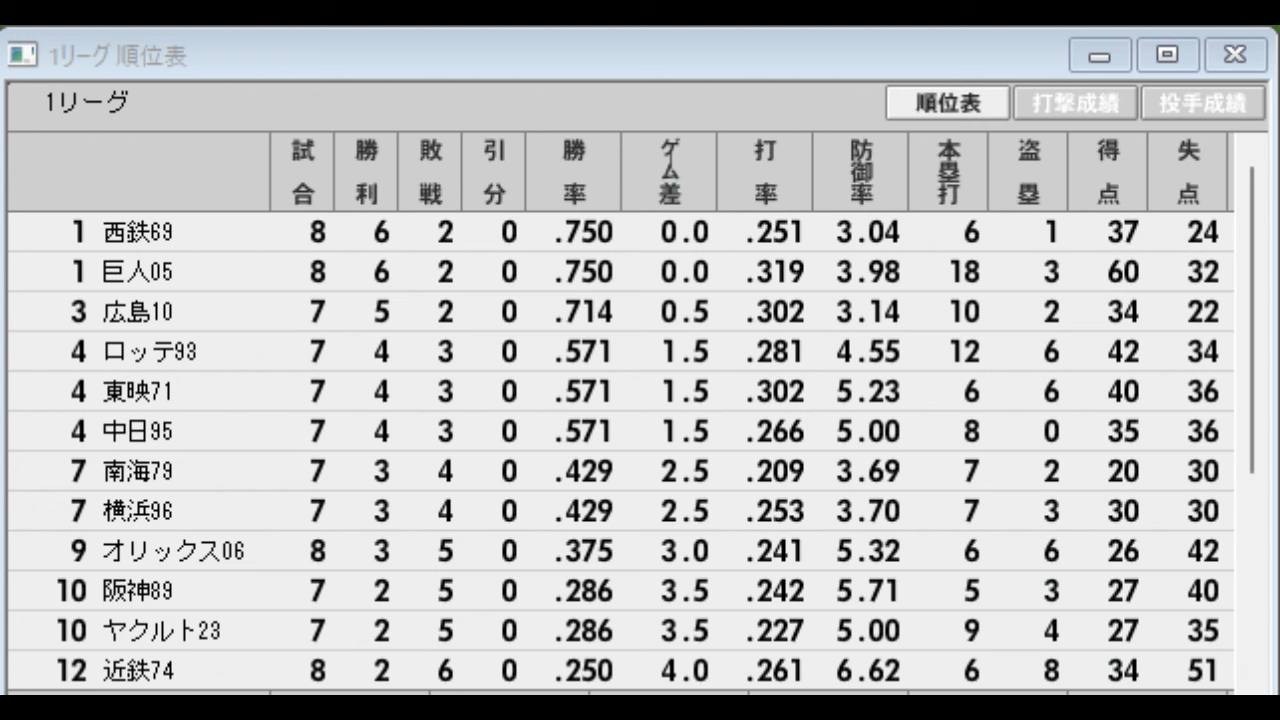 1リーグ 順位表
1リーグ 順位表 打撃成績 投手成績
試合 勝利 敗戦 引分 勝率 ゲーム差 打率 防御率 本塁打 盗塁 得点 失点
1 西鉄69 8 6 2 0 .750 0.0 .251 3.04 6 1 37 24
1 巨人05 8 6 2 0 .750 0.0 .319 3.98 18 3 60 32
3 広島10 7 5 2 0 .714 0.5 .302 3.14 10 2 34 22
4 ロッテ93 7 4 3 0 .571 1.5 .281 4.55 12 6 42 34
4 東映71 7 4 3 0 .571 1.5 .302 5.23 6 6 40 36
4 中日95 7 4 3 0 .571 1.5 .266 5.00 8 0 35 36
7 南海79 7 3 4 0 .429 2.5 .209 3.69 7 2 20 30
7 横浜96 7 3 4 0 .429 2.5 .253 3.70 7 3 30 30
9 オリックス06 8 3 5 0 .375 3.0 .241 5.32 6 6 26 42
10 阪神89 7 2 5 0 .286 3.5 .242 5.71 5 3 27 40
10 ヤクルト23 7 2 5 0 .286 3.5 .227 5.00 9 4 27 35
12 近鉄74 8 2 6 0 .250 4.0 .261 6.62 6 8 34 51